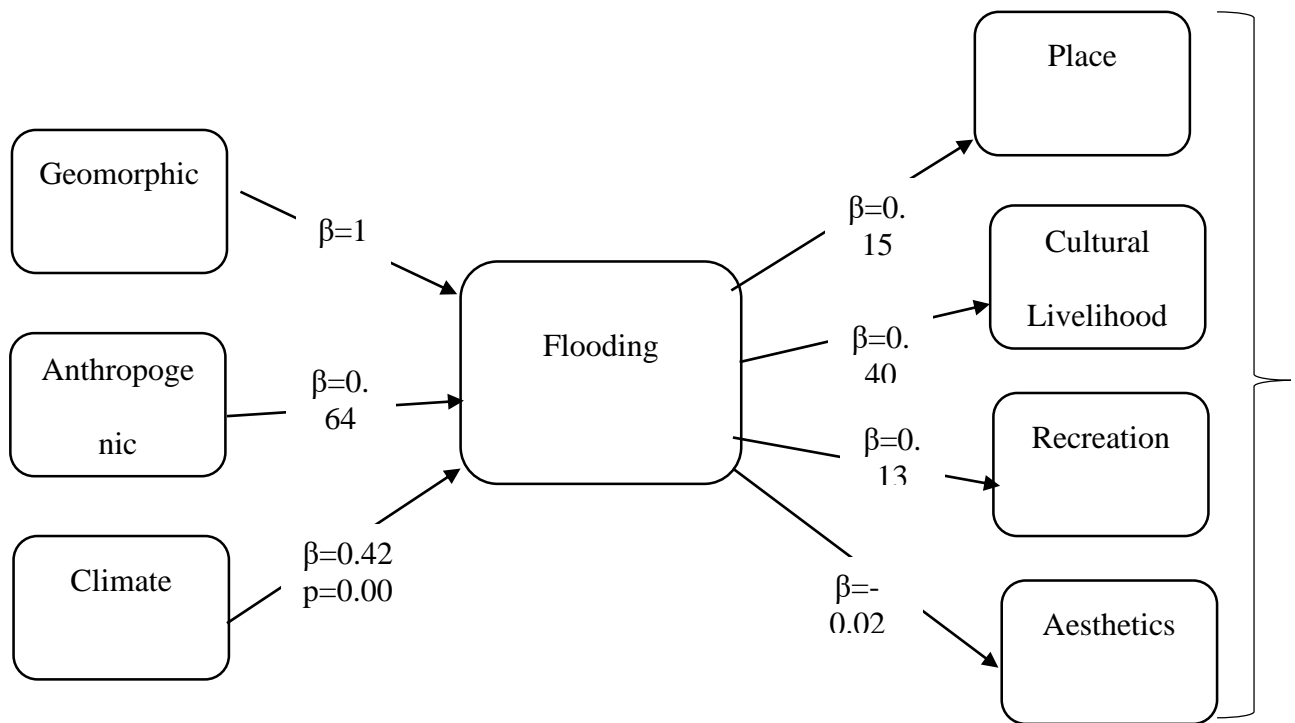 Place
Geomorphic
β=1
β=0.
15
Cultural
Livelihood
Flooding
β=0.
40
Anthropoge
nic
β=0.
64
Recreation
β=0.
13
Climate
β=0.42
p=0.00
β=-
0.02
Aesthetics